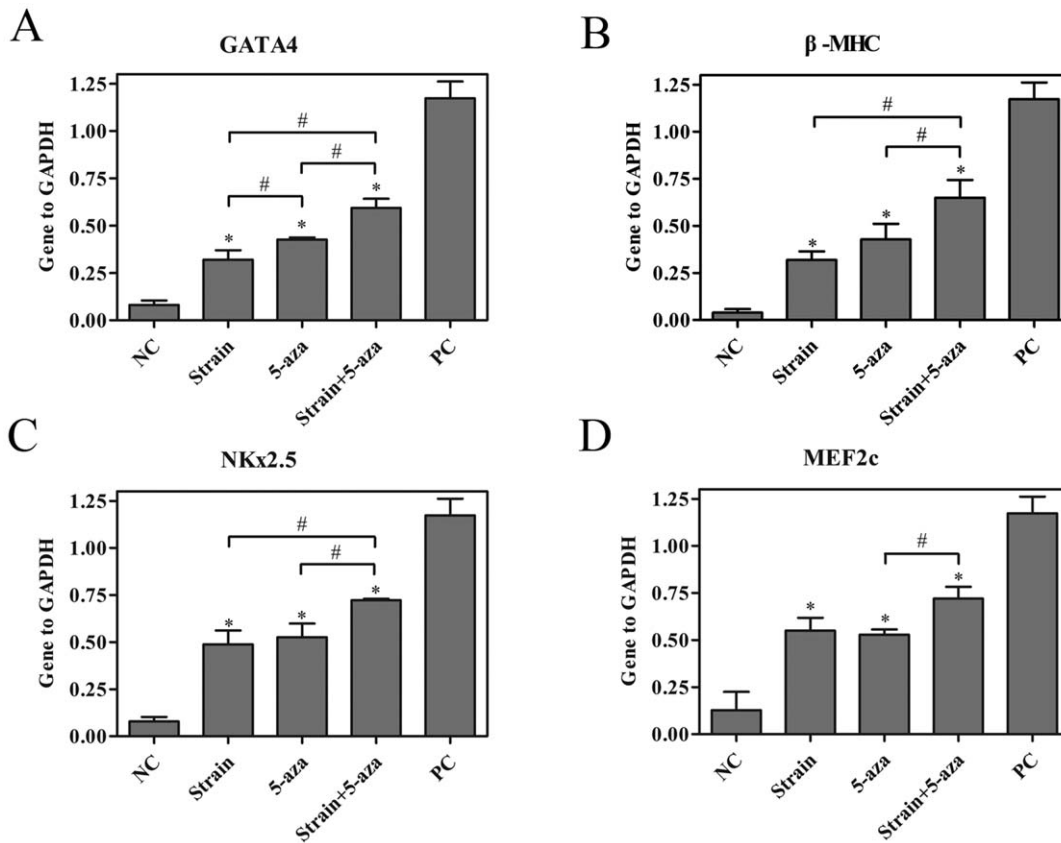 A
GATA4
Gene to GAPDH
1.25
1.00
0.75
0.50
0.25
0.00
#
#
#
*
*
*
NC
Strain
5-aza
Strain+5-aza
PC
B
β -MHC
Gene to GAPDH
1.25
1.00
0.75
0.50
0.25
0.00
#
#
*
*
*
NC
Strain
5-aza
Strain+5-aza
PC
C
NKx2.5
Gene to GAPDH
1.25
1.00
0.75
0.50
0.25
0.00
#
#
*
*
*
NC
Strain
5-aza
Strain+5-aza
PC
D
MEF2c
Gene to GAPDH
1.25
1.00
0.75
0.50
0.25
0.00
#
*
*
*
NC
Strain
5-aza
Strain+5-aza
PC